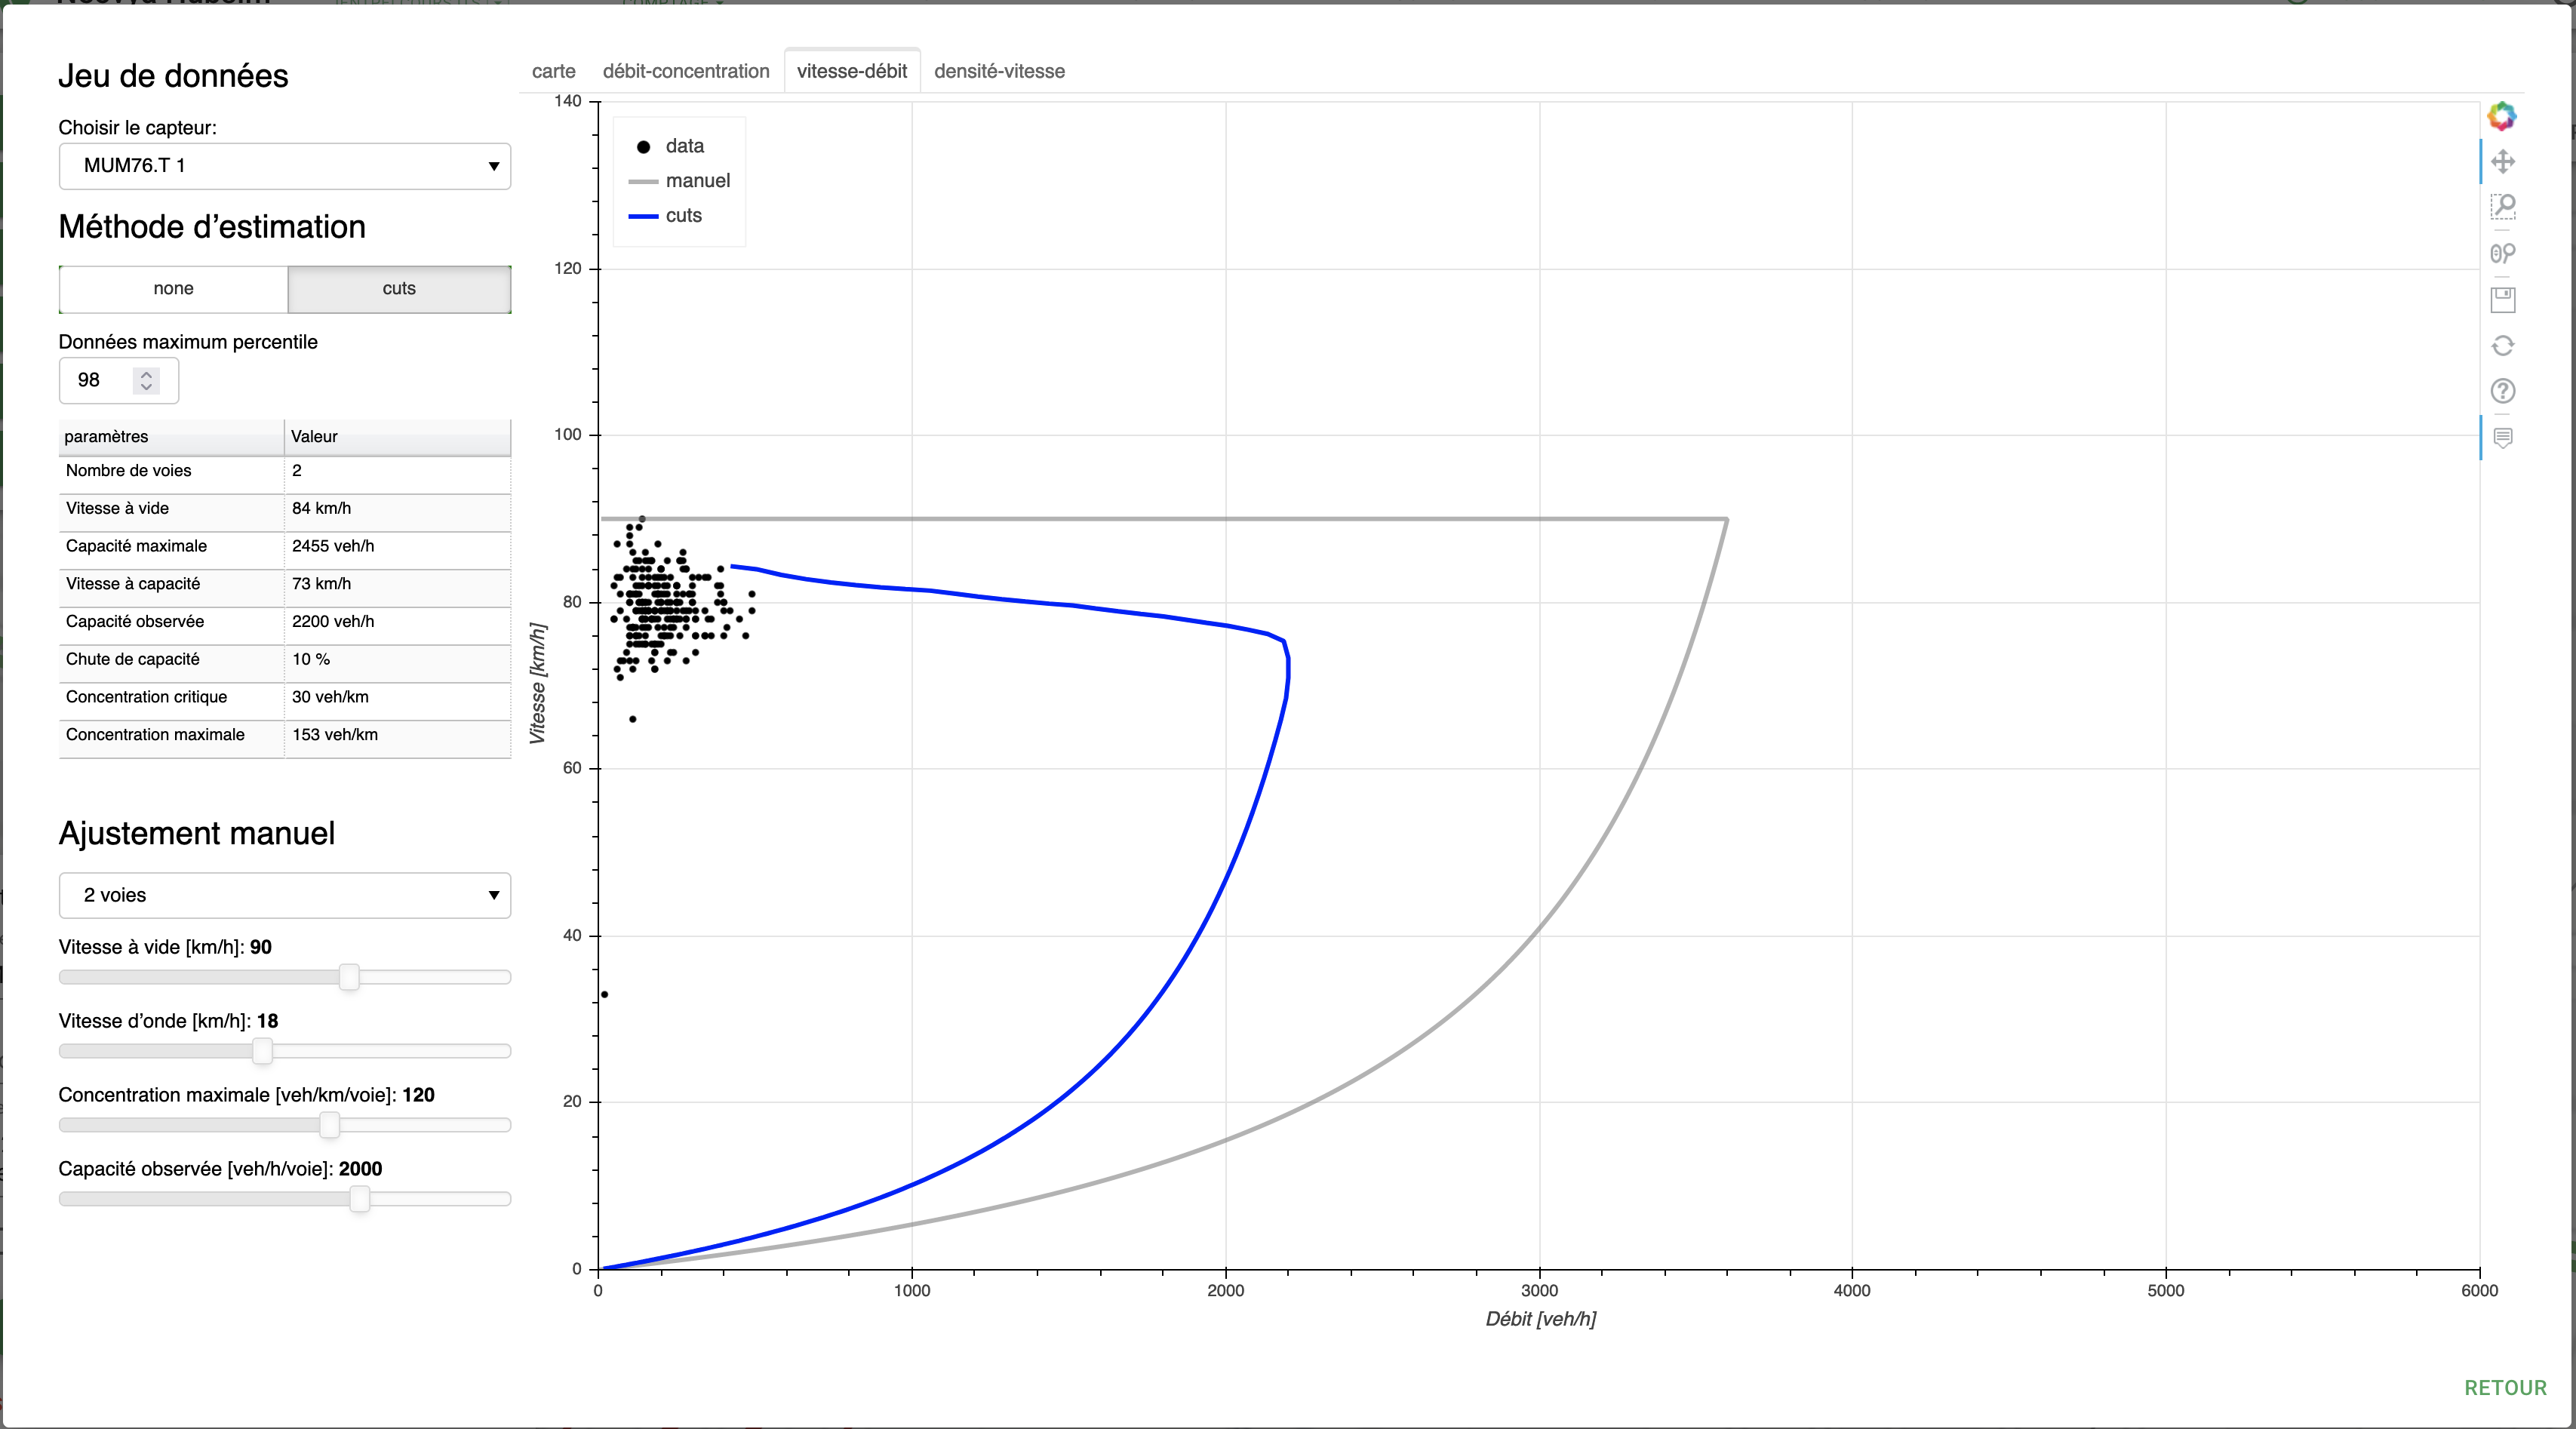 Jeu de données
Choisir le capteur:
MUM76.T 1
Méthode d’estimation
none
cuts
Données maximum percentile
98
paramètres Valeur
Nombre de voies 2
Vitesse à vide 84 km/h
Capacité maximale 2455 veh/h
Vitesse à capacité 73 km/h
Capacité observée 2200 veh/h
Chute de capacité 10 %
Concentration critique 30 veh/km
Concentration maximale 153 veh/km
Ajustement manuel
2 voies
Vitesse à vide [km/h]: 90
Vitesse d’onde [km/h]: 18
Concentration maximale [veh/km/voie]: 120
Capacité observée [veh/h/voie]: 2000
carte débit-concentration vitesse-débit densité-vitesse
data
manuel
cuts
140
120
100
80
60
40
20
0
Vitesse [km/h]
0 1000 2000 3000 4000 5000 6000
Débit [veh/h]
RETOUR